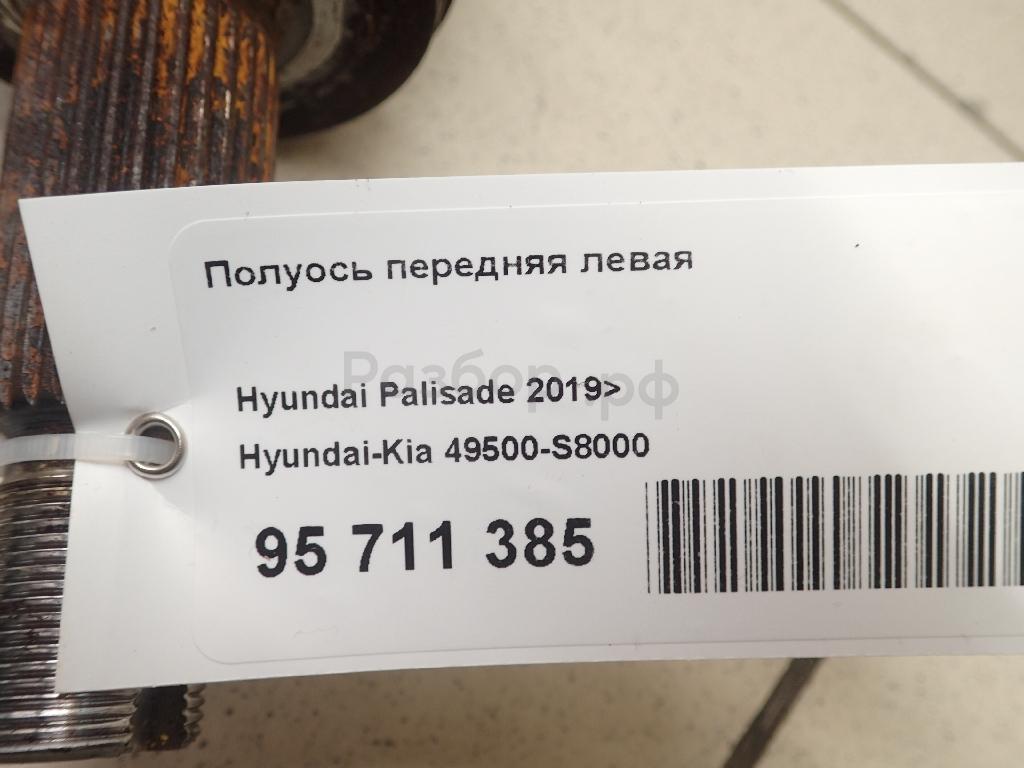 Полуось передняя левая
Разбор.рф
Hyundai Palisade 2019>
Hyundai-Kia 49500-S8000
95 711 385